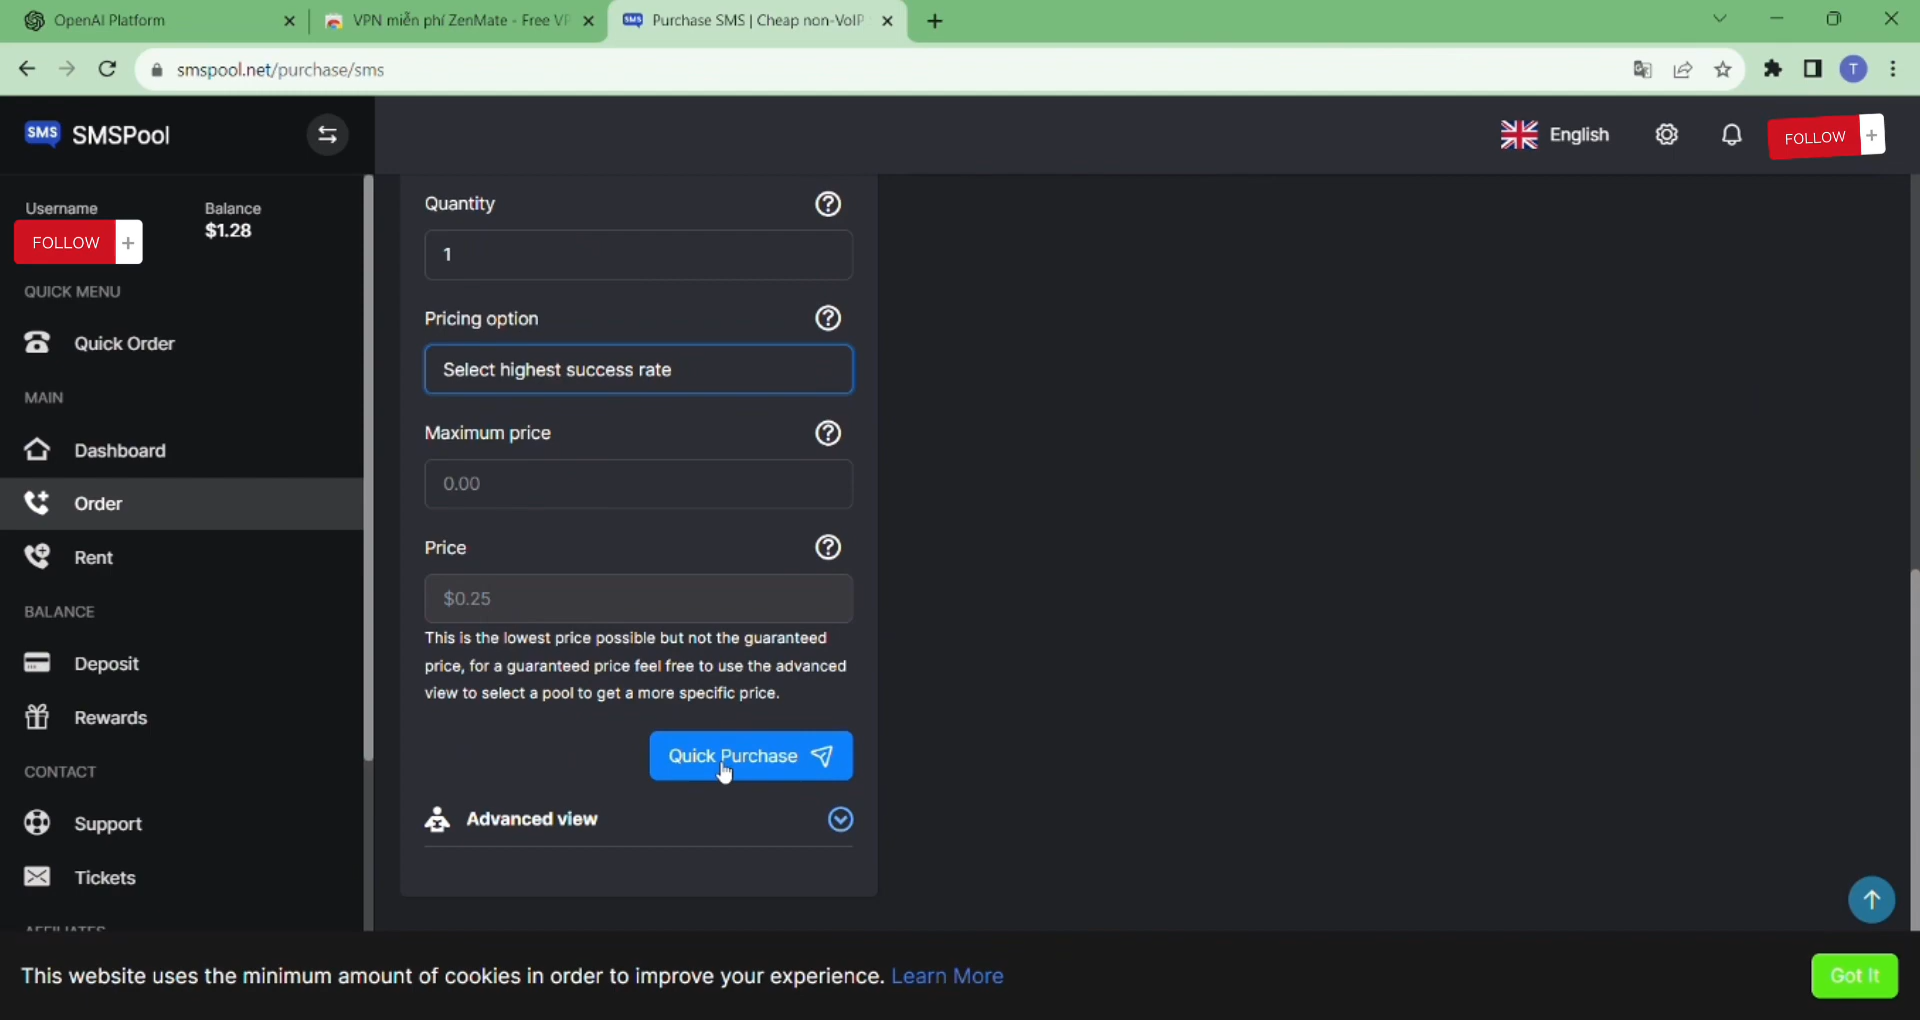 OpenAI Platform
VPN miễn phí ZenMate - Free VP
Purchase SMS | Cheap non-VoIP
smspool.net/purchase/sms
T
SMS SMSPool
English
FOLLOW +
Username
Balance
FOLLOW +
$1.28
QUICK MENU
Quick Order
MAIN
Dashboard
Order
Rent
BALANCE
Deposit
Rewards
CONTACT
Support
Tickets
AFFILIATES
Quantity
1
Pricing option
Select highest success rate
Maximum price
0.00
Price
$0.25
This is the lowest price possible but not the guaranteed
price, for a guaranteed price feel free to use the advanced
view to select a pool to get a more specific price.
Quick Purchase
Advanced view
This website uses the minimum amount of cookies in order to improve your experience. Learn More
Got It